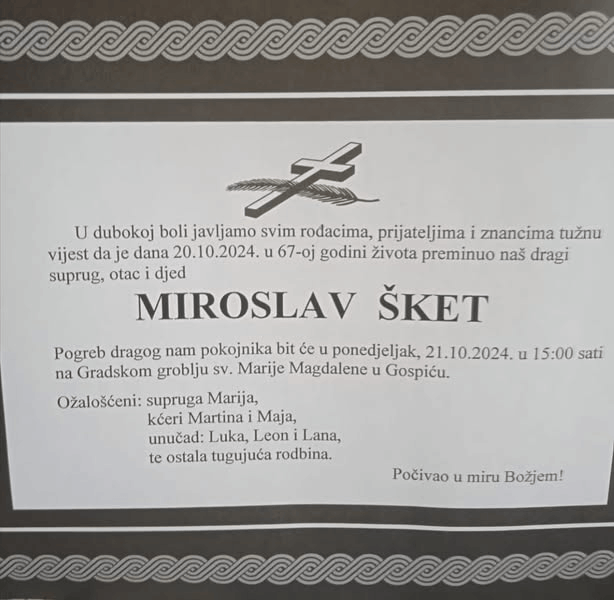 U dubokoj boli javljamo svim rođacima, prijateljima i znancima tužnu
vijest da je dana 20.10.2024. u 67-oj godini života preminuo naš dragi
suprug, otac i djed
MIROSLAV ŠKET
Pogreb dragog nam pokojnika bit će u ponedjeljak, 21.10.2024. u 15:00 sati
na Gradskom groblju sv. Marije Magdalene u Gospiću.
Ožalošćeni: supruga Marija,
kćeri Martina i Maja,
unučad: Luka, Leon i Lana,
te ostala tugujuća rodbina.
Počivao u miru Božjem!